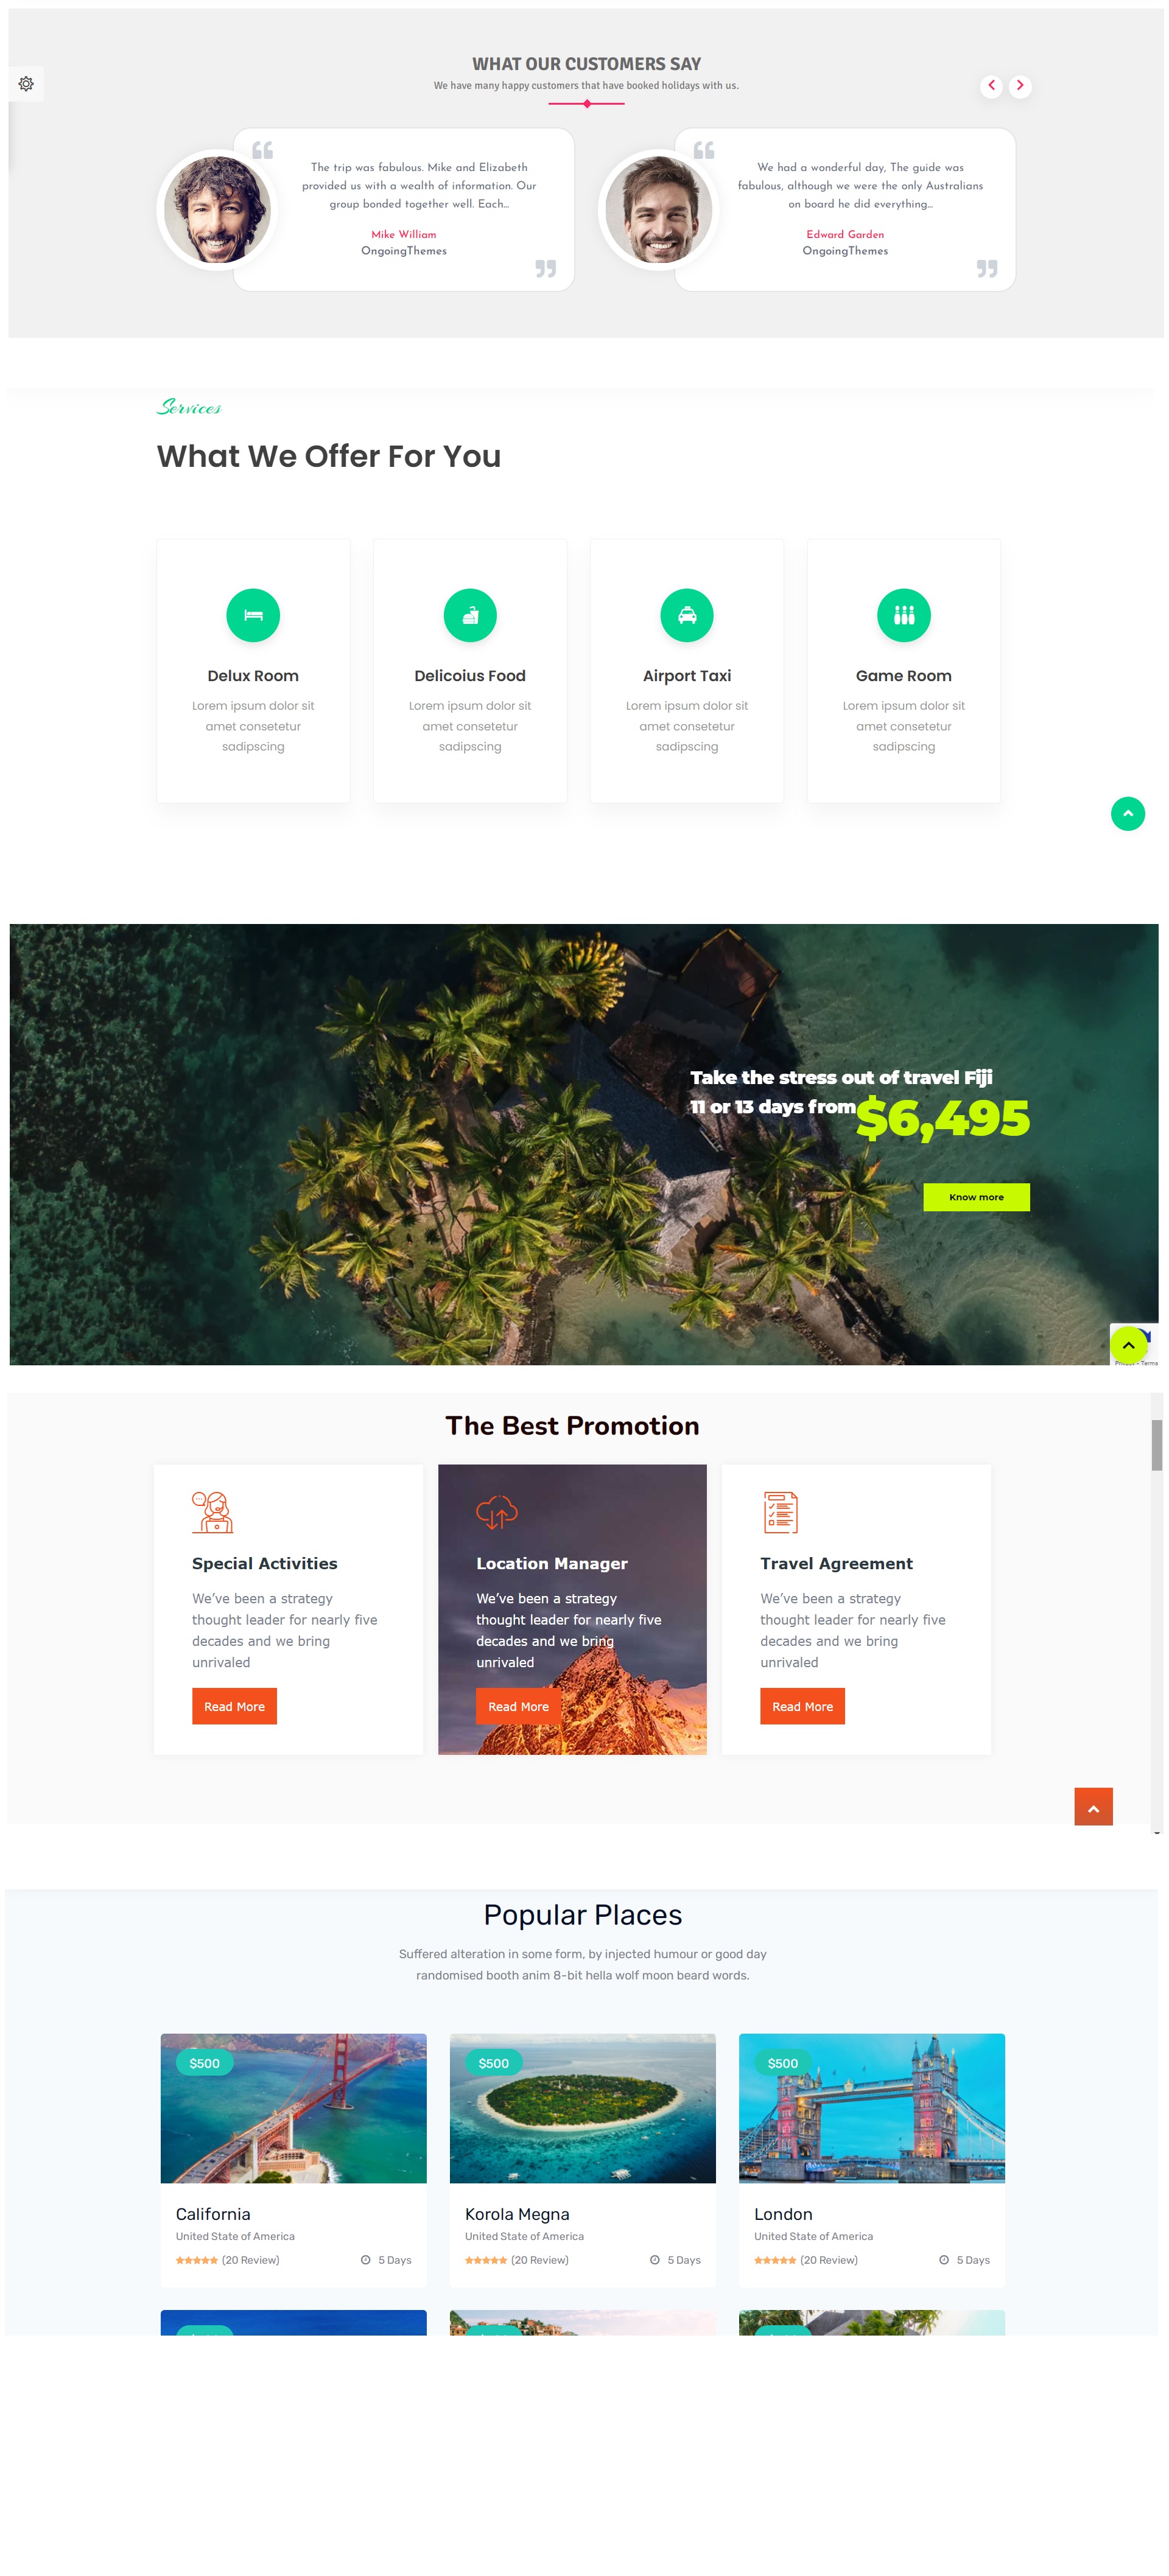 WHAT OUR CUSTOMERS SAY
We have many happy customers that have booked holidays with us.
The trip was fabulous. Mike and Elizabeth
provided us with a wealth of information. Our
group bonded together well. Each...
Mike William
OngoingThemes
We had a wonderful day, The guide was
fabulous, although we were the only Australians
on board he did everything...
Edward Garden
OngoingThemes
Services
What We Offer For You
Delux Room
Lorem ipsum dolor sit
amet consetetur
sadipscing
Delicoius Food
Lorem ipsum dolor sit
amet consetetur
sadipscing
Airport Taxi
Lorem ipsum dolor sit
amet consetetur
sadipscing
Game Room
Lorem ipsum dolor sit
amet consetetur
sadipscing
Take the stress out of travel Fiji
11 or 13 days from $6,495
Know more
Terms
The Best Promotion
Special Activities
We've been a strategy
thought leader for nearly five
decades and we bring
unrivaled
Read More
Location Manager
We've been a strategy
thought leader for nearly five
decades and we bring
unrivaled
Read More
Travel Agreement
We've been a strategy
thought leader for nearly five
decades and we bring
unrivaled
Read More
Popular Places
Suffered alteration in some form, by injected humour or good day
randomised booth anim 8-bit hella wolf moon beard words.
$500
California
United State of America
(20 Review) 5 Days
$500
Korola Megna
United State of America
(20 Review) 5 Days
$500
London
United State of America
(20 Review) 5 Days